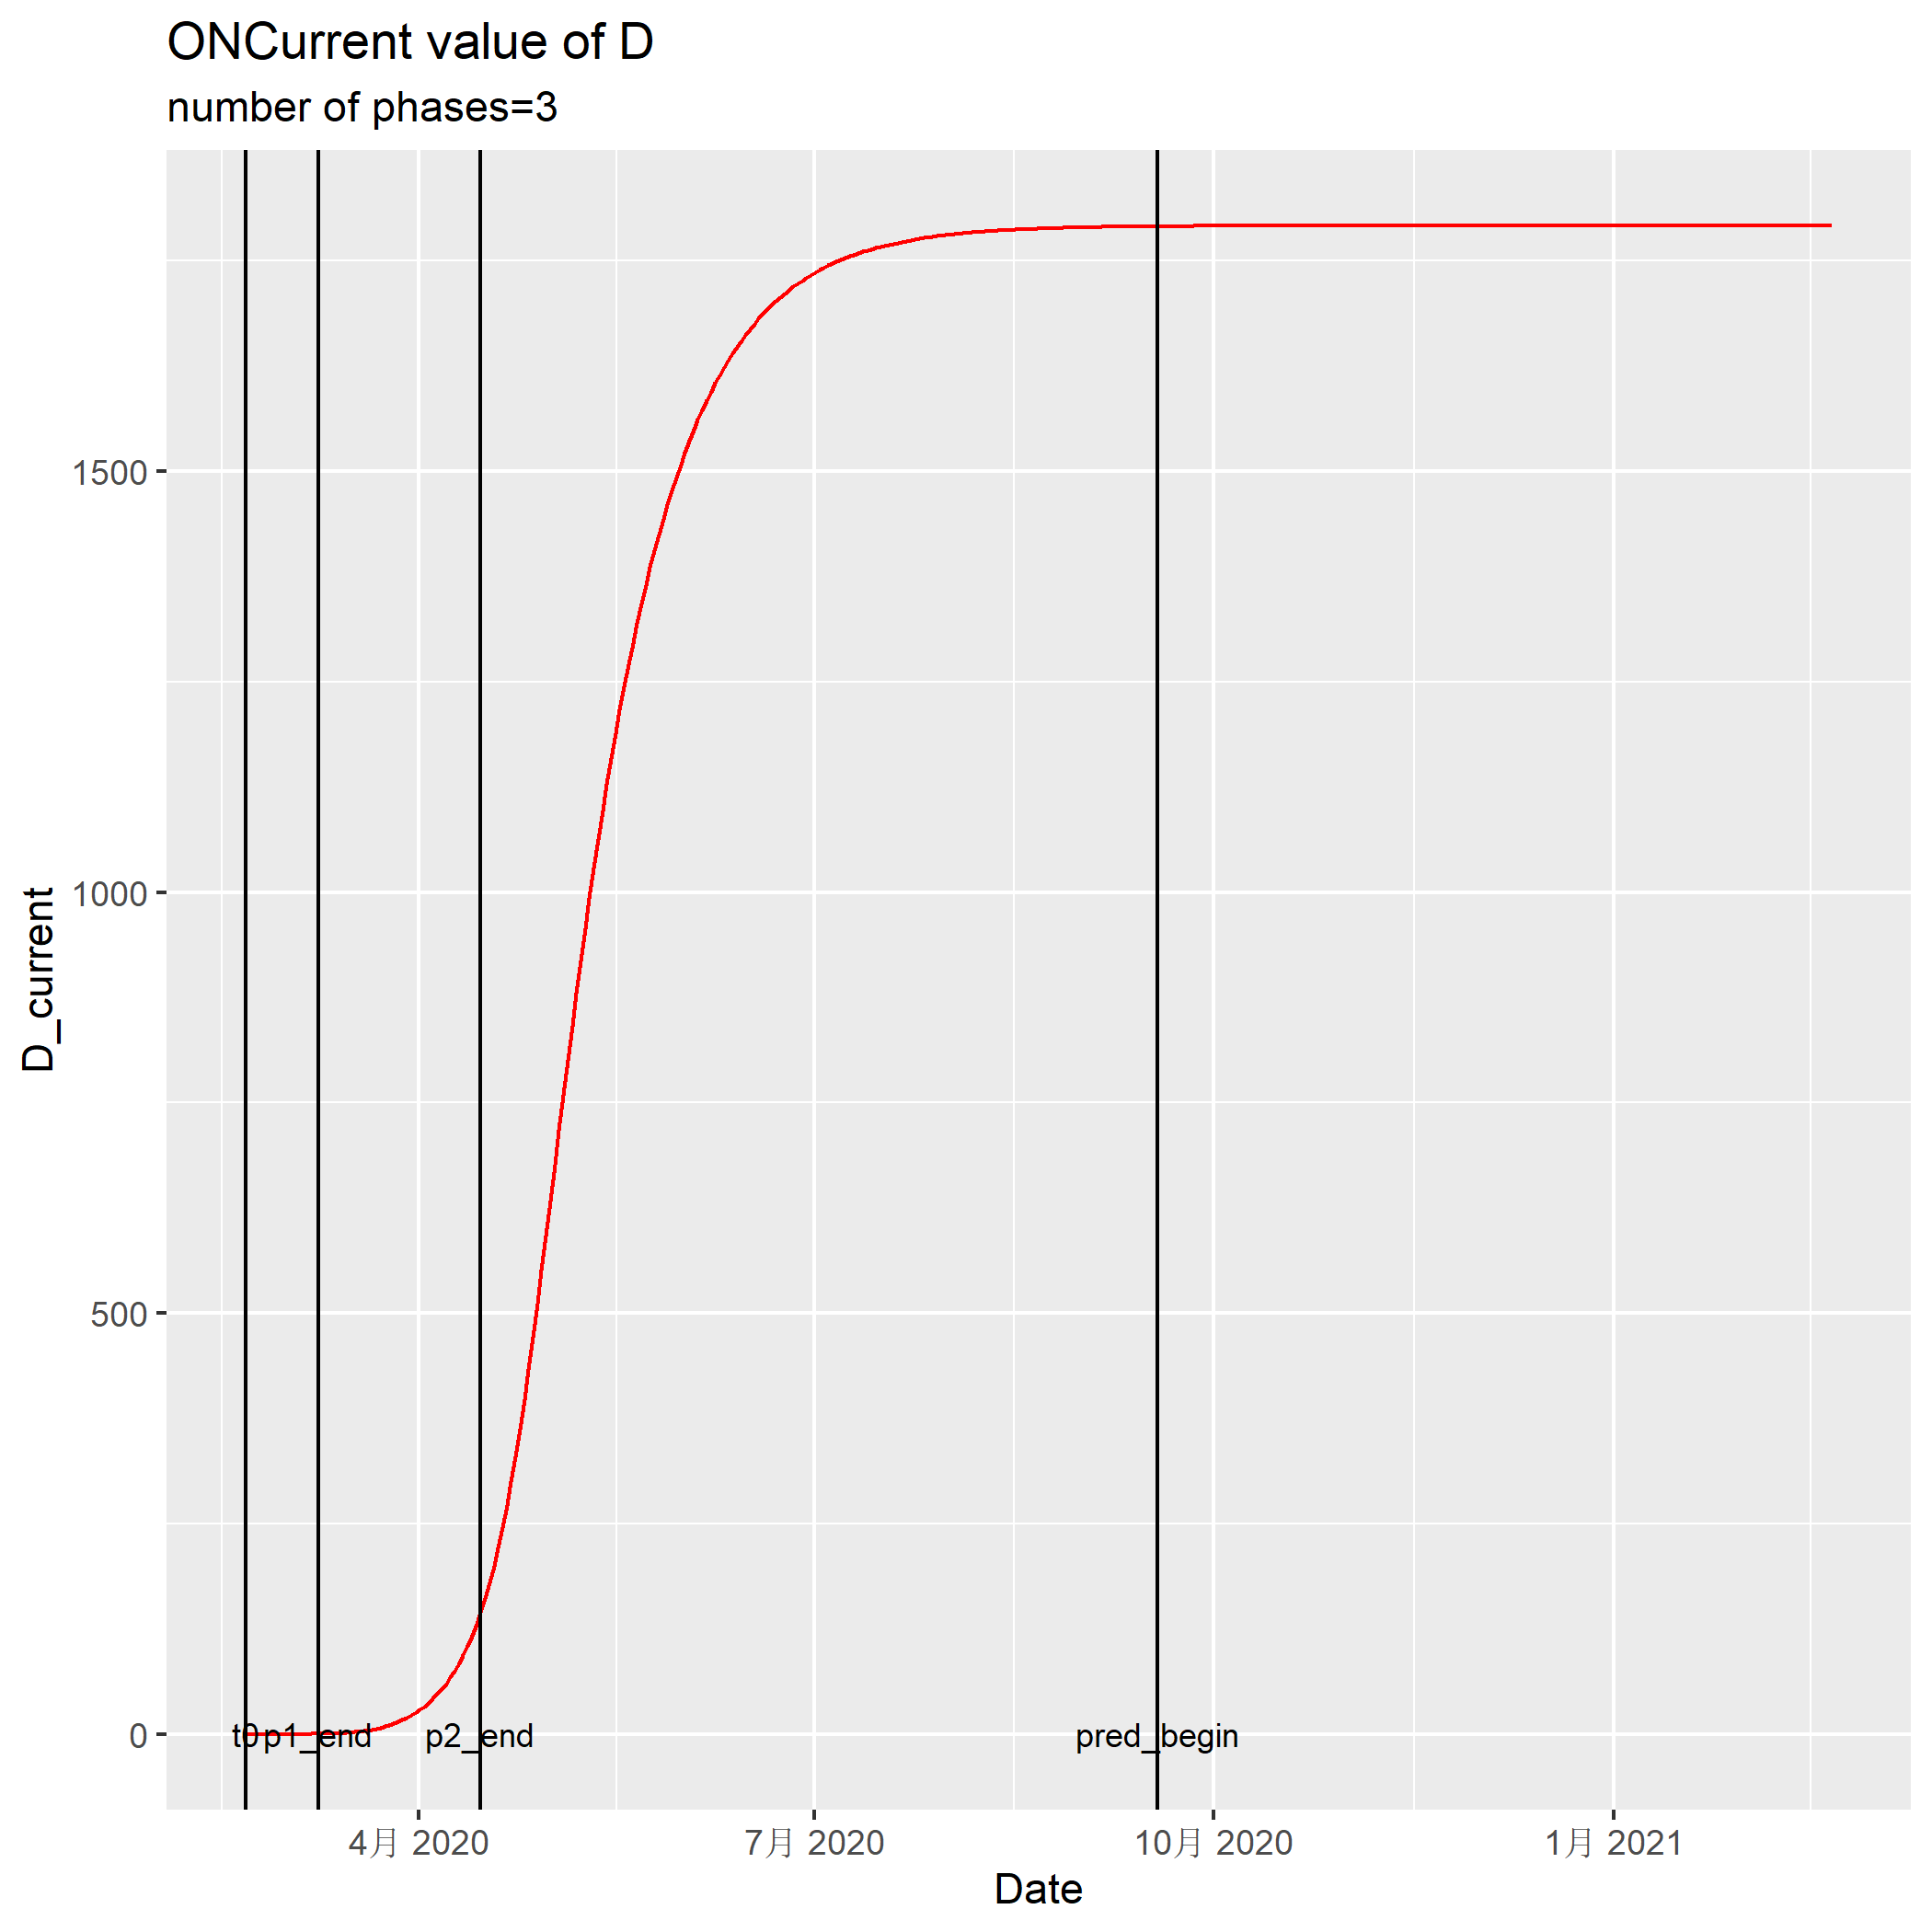 ONCurrent value of D
number of phases=3
D_current
1500
1000
500
0
t0 p1_end p2_end pred_begin
4月 2020 7月 2020 10月 2020 1月 2021
Date